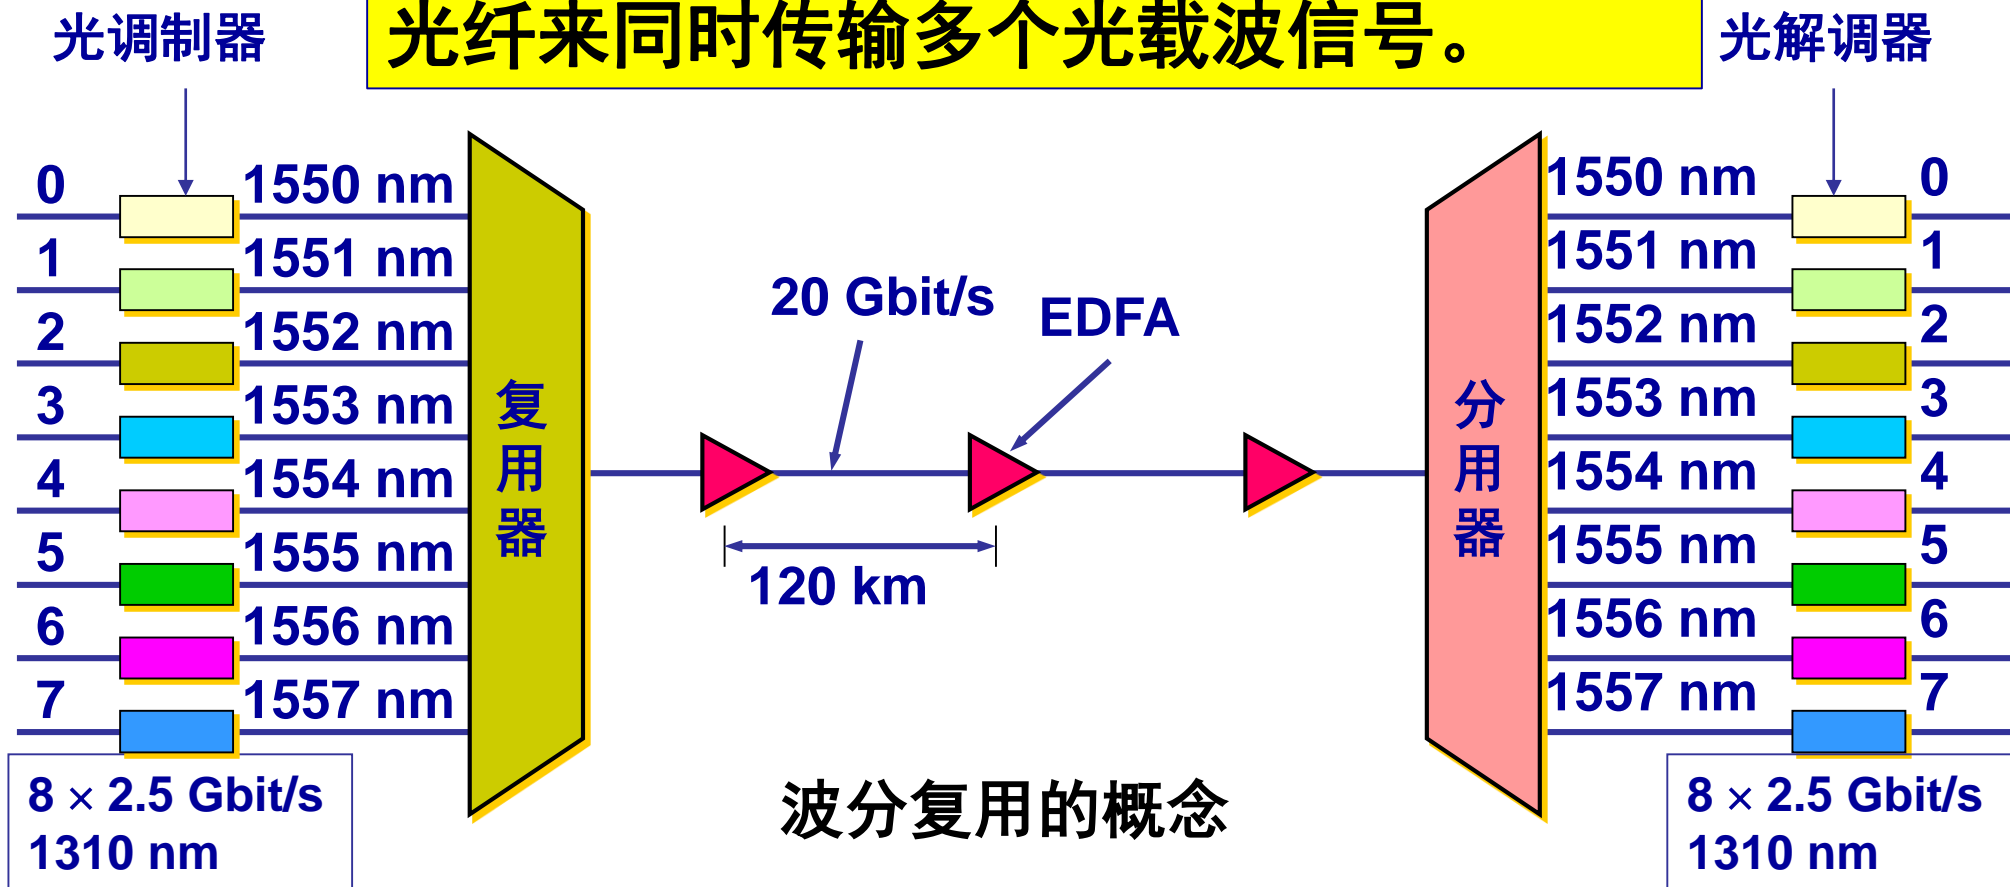 光纤来同时传输多个光载波信号。
光调制器
光解调器
0 1550 nm
1 1551 nm
2 1552 nm
3 1553 nm
4 1554 nm
5 1555 nm
6 1556 nm
7 1557 nm
8 × 2.5 Gbit/s
1310 nm
复
用
器
20 Gbit/s
EDFA
120 km
波分复用的概念
分
用
器
1550 nm 0
1551 nm 1
1552 nm 2
1553 nm 3
1554 nm 4
1555 nm 5
1556 nm 6
1557 nm 7
8 × 2.5 Gbit/s
1310 nm